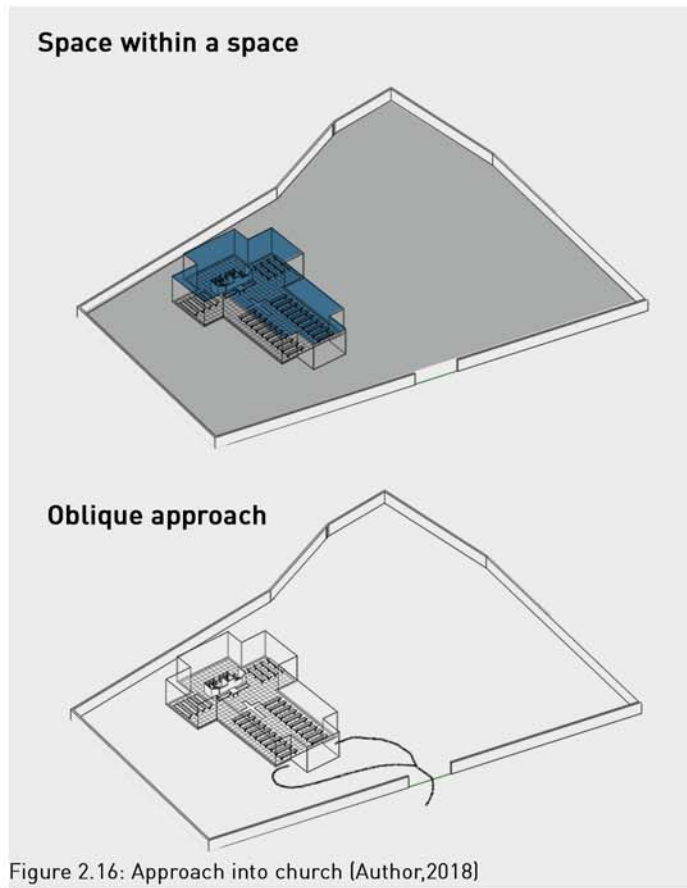 Space within a space
Oblique approach
Figure 2.16: Approach into church (Author,2018)